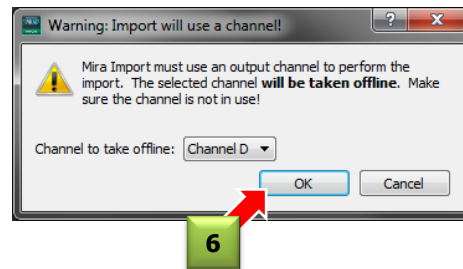 Warning: Import will use a channel!
Mira Import must use an output channel to perform the
import. The selected channel will be taken offline. Make
sure the channel is not in use!
Channel to take offline: Channel D
OK Cancel
6